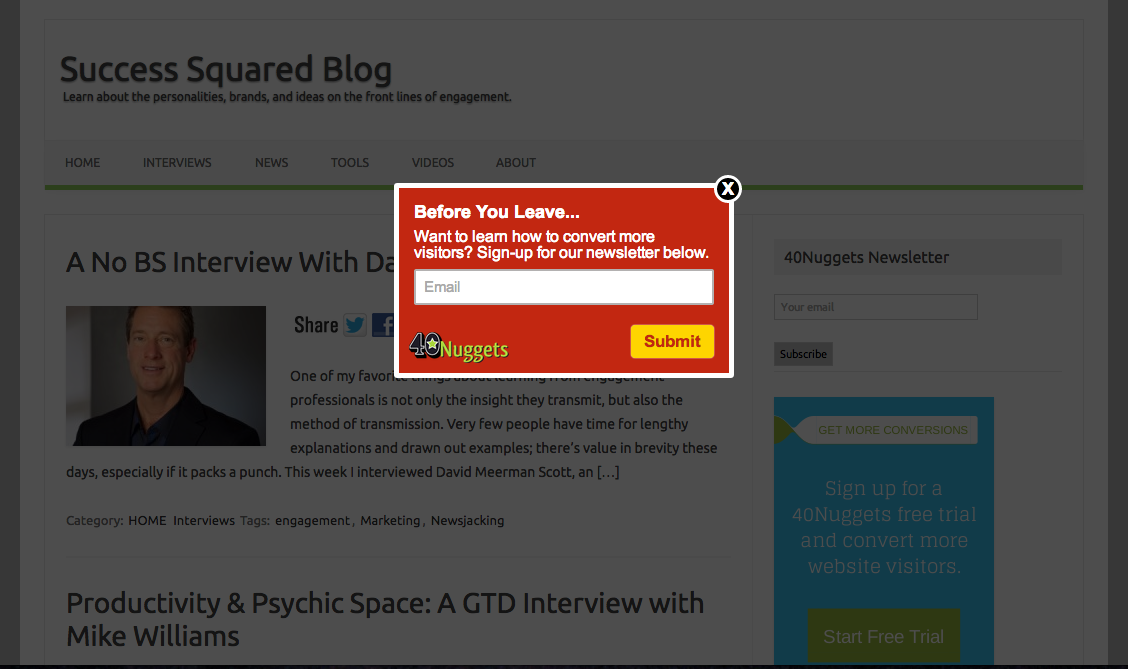 Success Squared Blog
Learn about the personalities, brands, and ideas on the front lines of engagement.
HOME INTERVIEWS NEWS TOOLS VIDEOS ABOUT
X
Before You Leave...
Want to learn how to convert more
visitors? Sign-up for our newsletter below.
Email
40Nuggets
Submit
A No BS Interview With
Share
One of my favorite things about learning from engagement
professionals is not only the insight they transmit, but also the
method of transmission. Very few people have time for lengthy
explanations and drawn out examples; there's value in brevity these
days, especially if it packs a punch. This week I interviewed David Meerman Scott, an […]
Category: HOME Interviews Tags: engagement, Marketing, Newsjacking
Productivity & Psychic Space: A GTD Interview with
Mike Williams
40Nuggets Newsletter
Your email
Subscribe
GET MORE CONVERSIONS
Sign up for a
40Nuggets free trial
and convert more
website visitors.
Start Free Trial